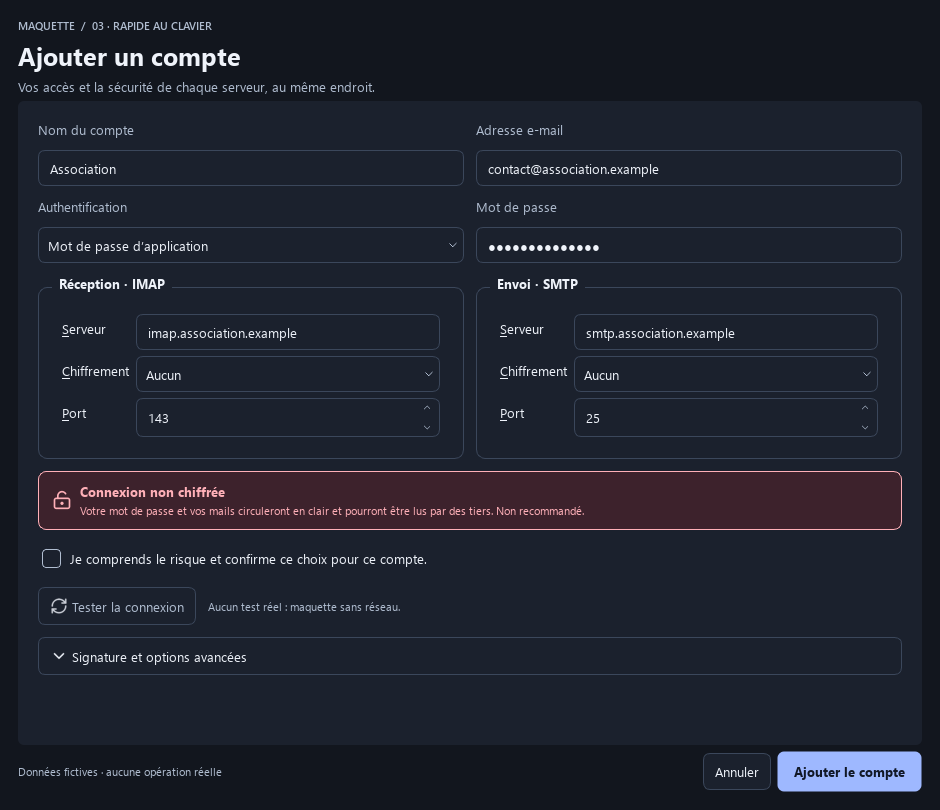 MAQUETTE / 03 · RAPIDE AU CLAVIER
Ajouter un compte
Vos accès et la sécurité de chaque serveur, au même endroit.
Nom du compte
Adresse e-mail
Association
contact@association.example
Authentification
Mot de passe
Mot de passe d'application
●●●●●●●●●●●●●●
Réception · IMAP
Envoi · SMTP
Serveur
imap.association.example
Serveur
smtp.association.example
Chiffrement
Aucun
Chiffrement
Aucun
Port
143
Port
25
Connexion non chiffrée
Votre mot de passe et vos mails circuleront en clair et pourront être lus par des tiers. Non recommandé.
Je comprends le risque et confirme ce choix pour ce compte.
Tester la connexion
Aucun test réel : maquette sans réseau.
Signature et options avancées
Données fictives · aucune opération réelle
Annuler
Ajouter le compte